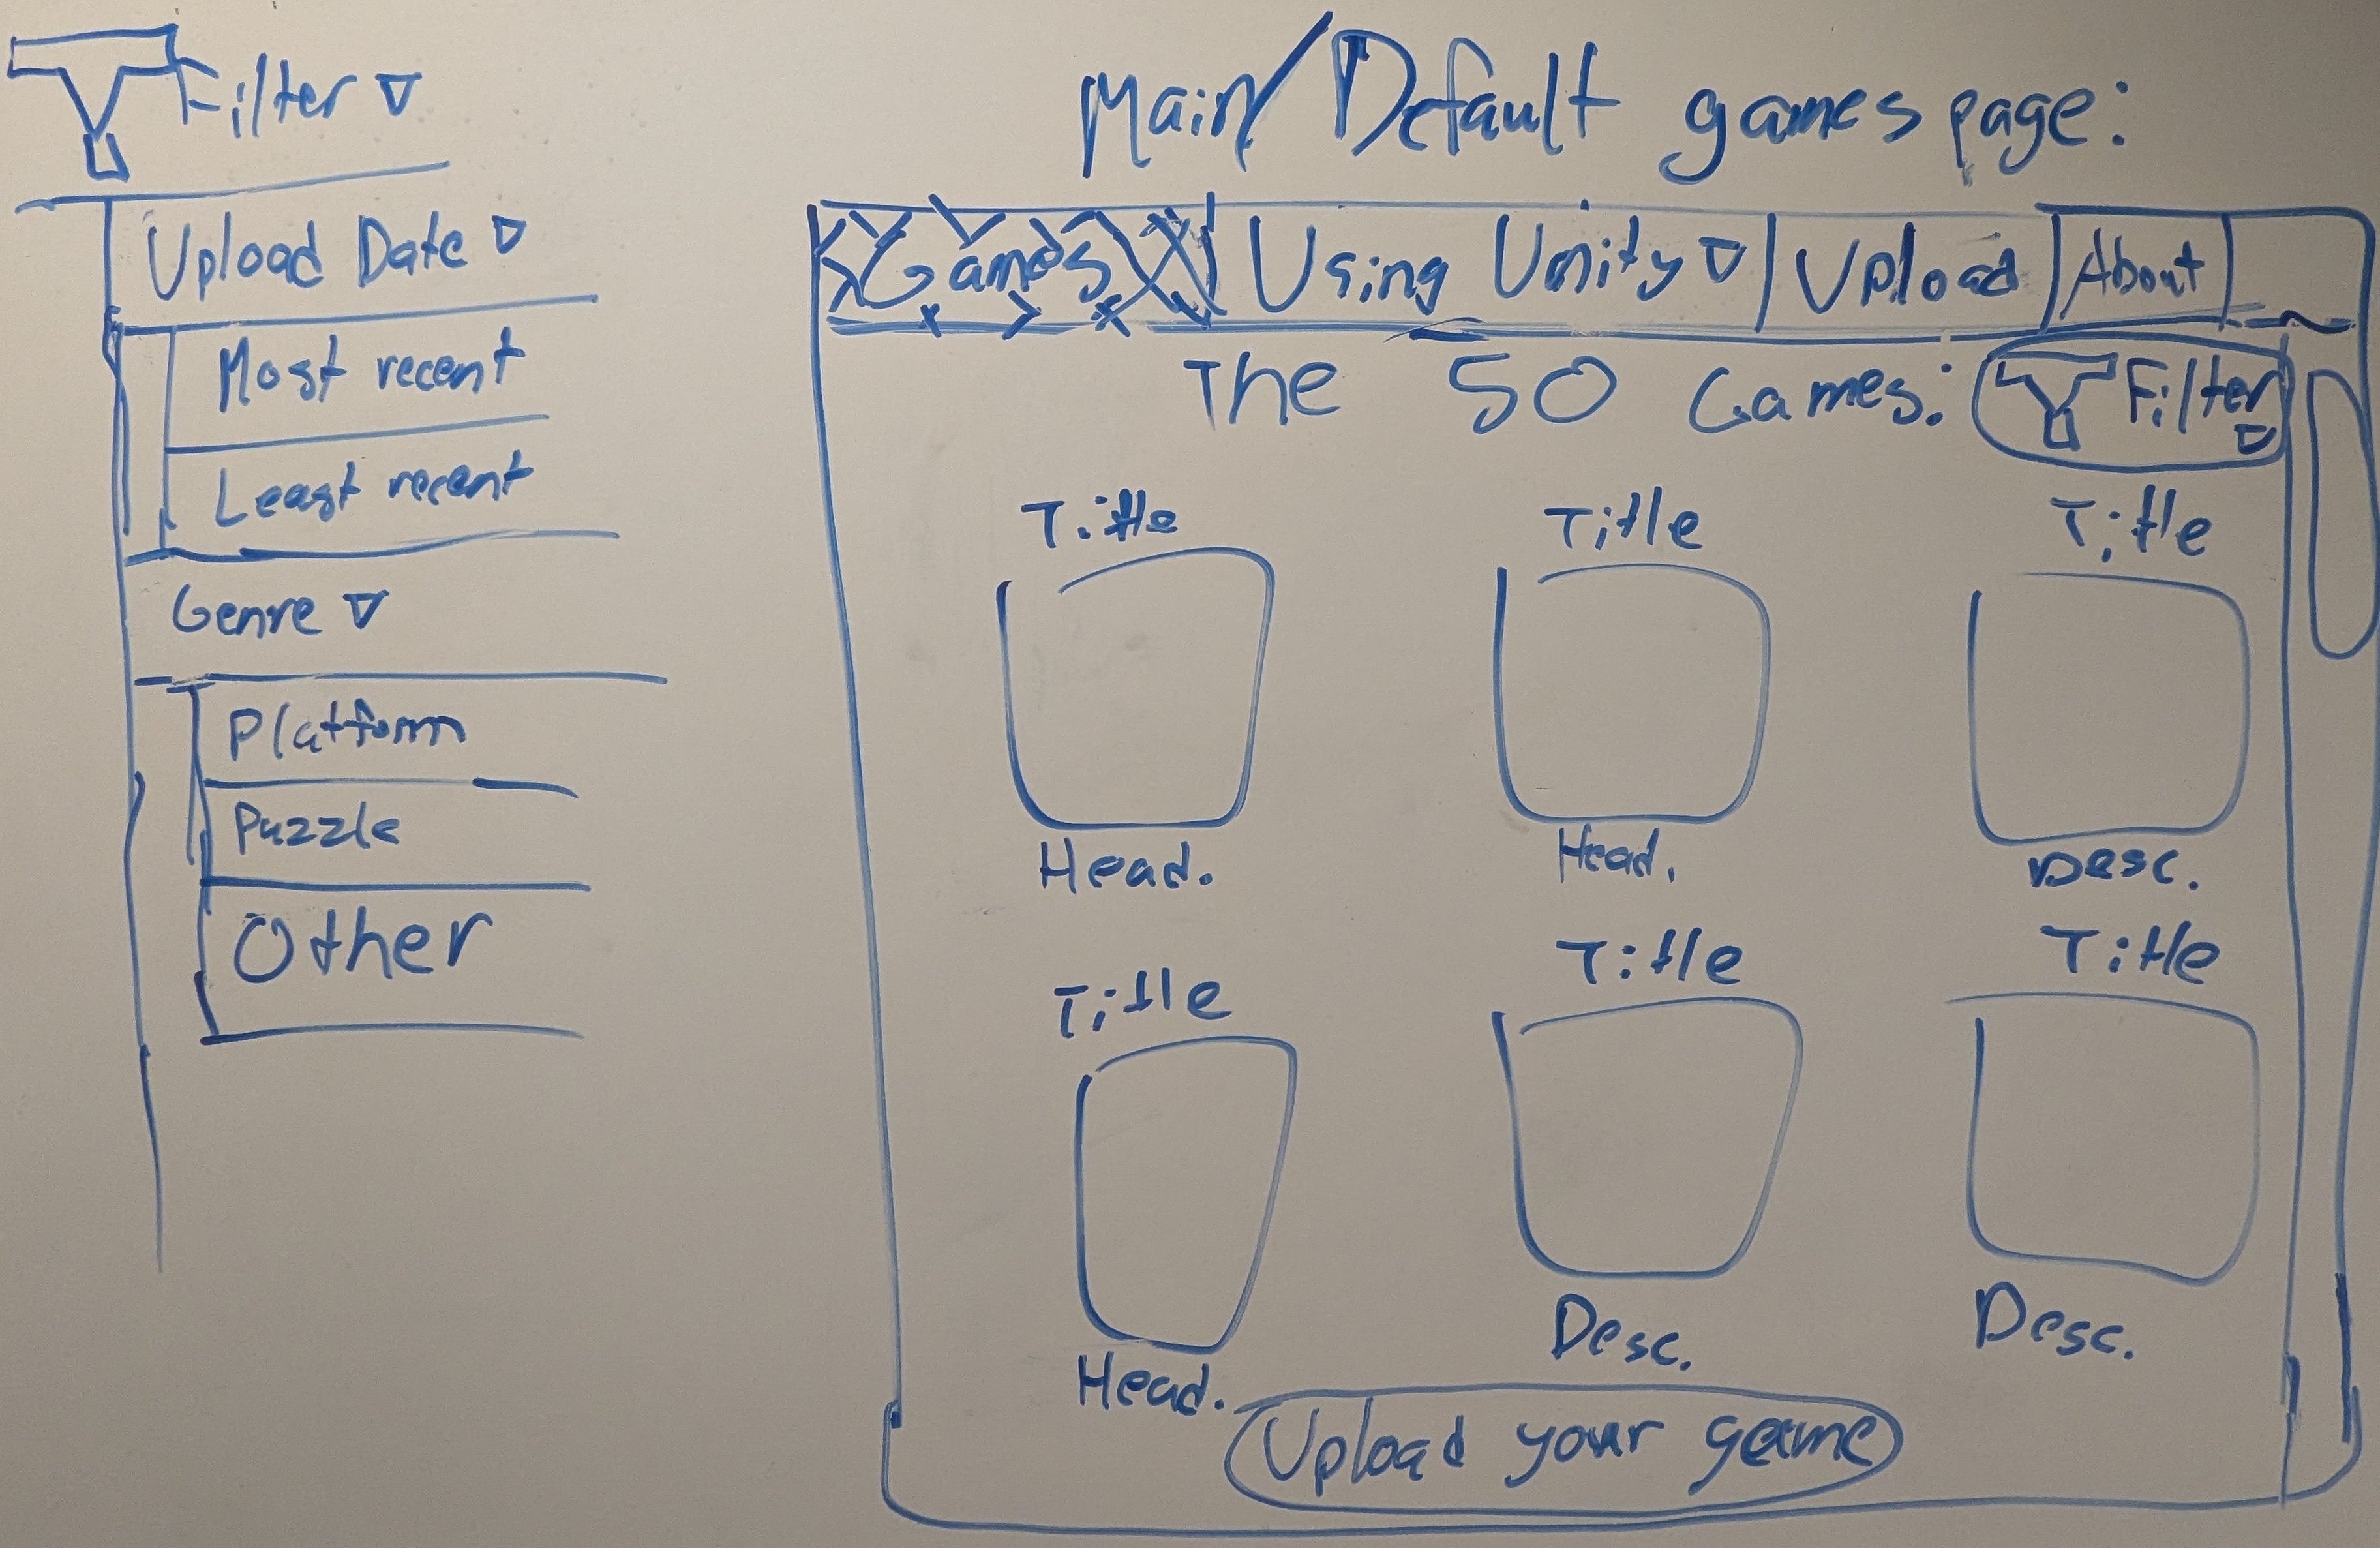 Filter ▽
Upload Date ▽
Most recent
Least recent
Genre ▽
Platform
Puzzle
Other
Main/Default games page:
Games Using Unity ▽ Upload About
The 50 Games: Filter ▽
Title Title Title
Head. Head. Desc.
Title Title Title
Head. Desc. Desc.
Upload your game